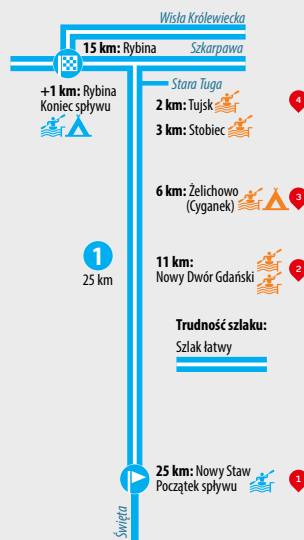 Wisła Królewiecka
15 km: Rybina
Szkarpawa
Stara Tuga
+1 km: Rybina
Koniec spływu
2 km: Tujsk
4
3 km: Stobiec
6 km: Żelichowo
(Cyganek)
3
1
25 km
11 km:
Nowy Dwór Gdański
2
Trudność szlaku:
Szlak łatwy
25 km: Nowy Staw
Początek spływu
1
Święta